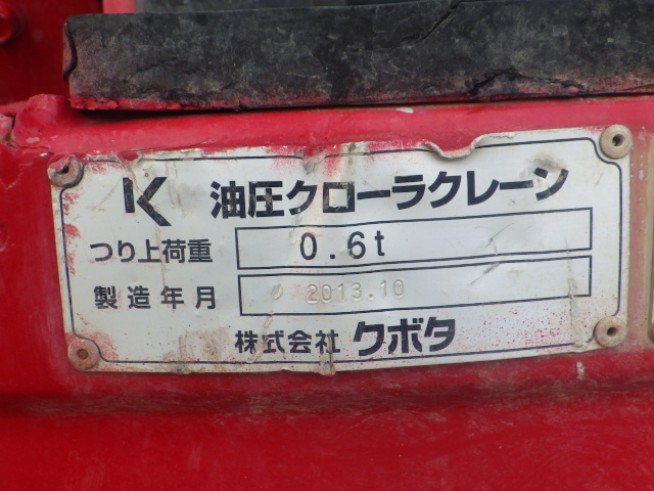 K 油圧クローラクレーン
つり上荷重 0.6t
製造年月 2013.10
株式会社 クボタ